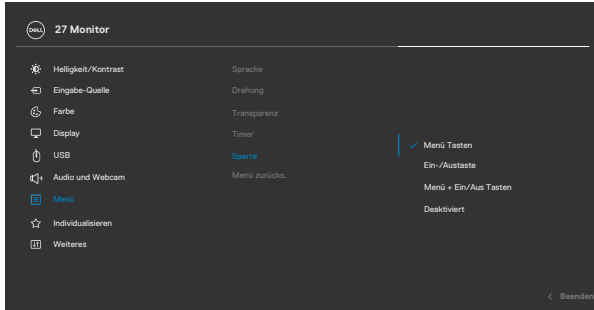 DELL 27 Monitor
Helligkeit/Kontrast
Eingabe-Quelle
Farbe
Display
USB
Audio und Webcam
Menü
Individualisieren
Weiteres
Sprache
Drehung
Transparenz
Timer
Sperre
Menü zurücks.
Menü Tasten
Ein-/Austaste
Menü + Ein/Aus Tasten
Deaktiviert
Beenden